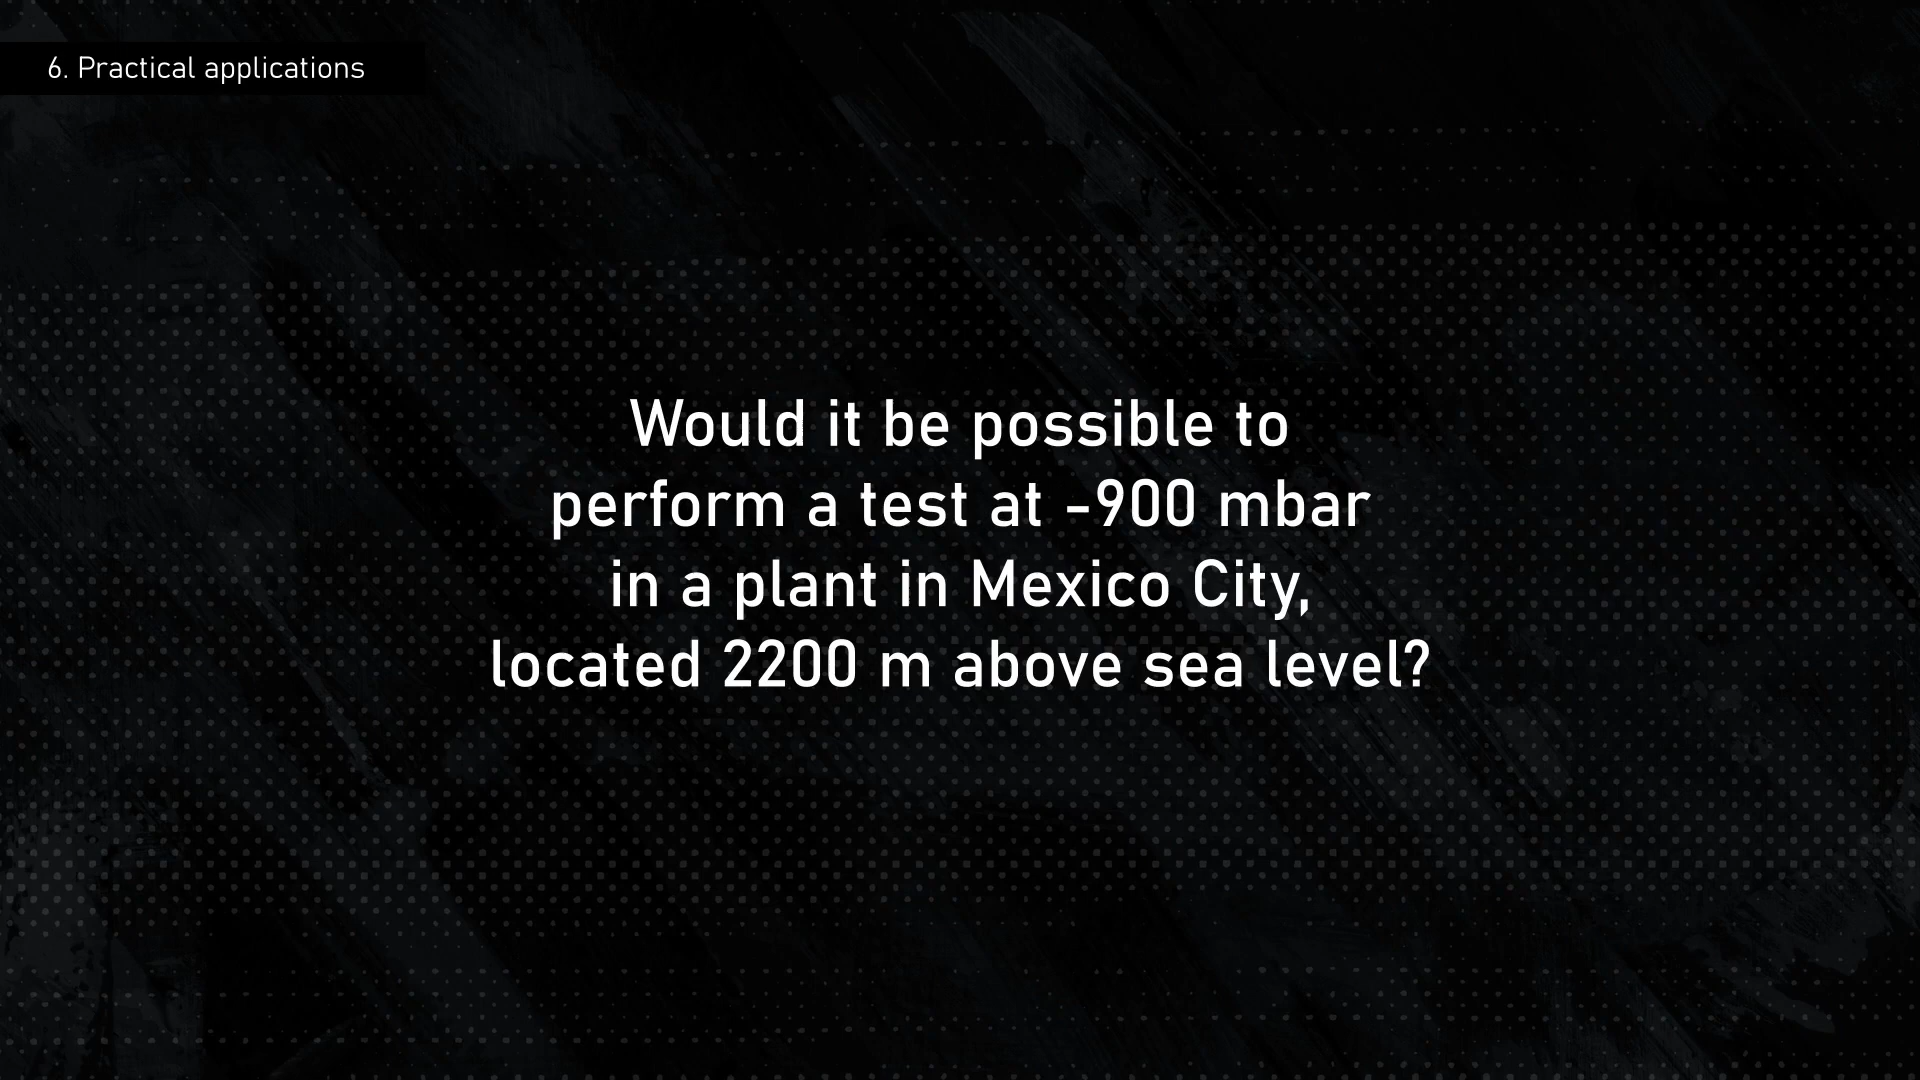 6. Practical applications
Would it be possible to
perform a test at -900 mbar
in a plant in Mexico City,
located 2200 m above sea level?